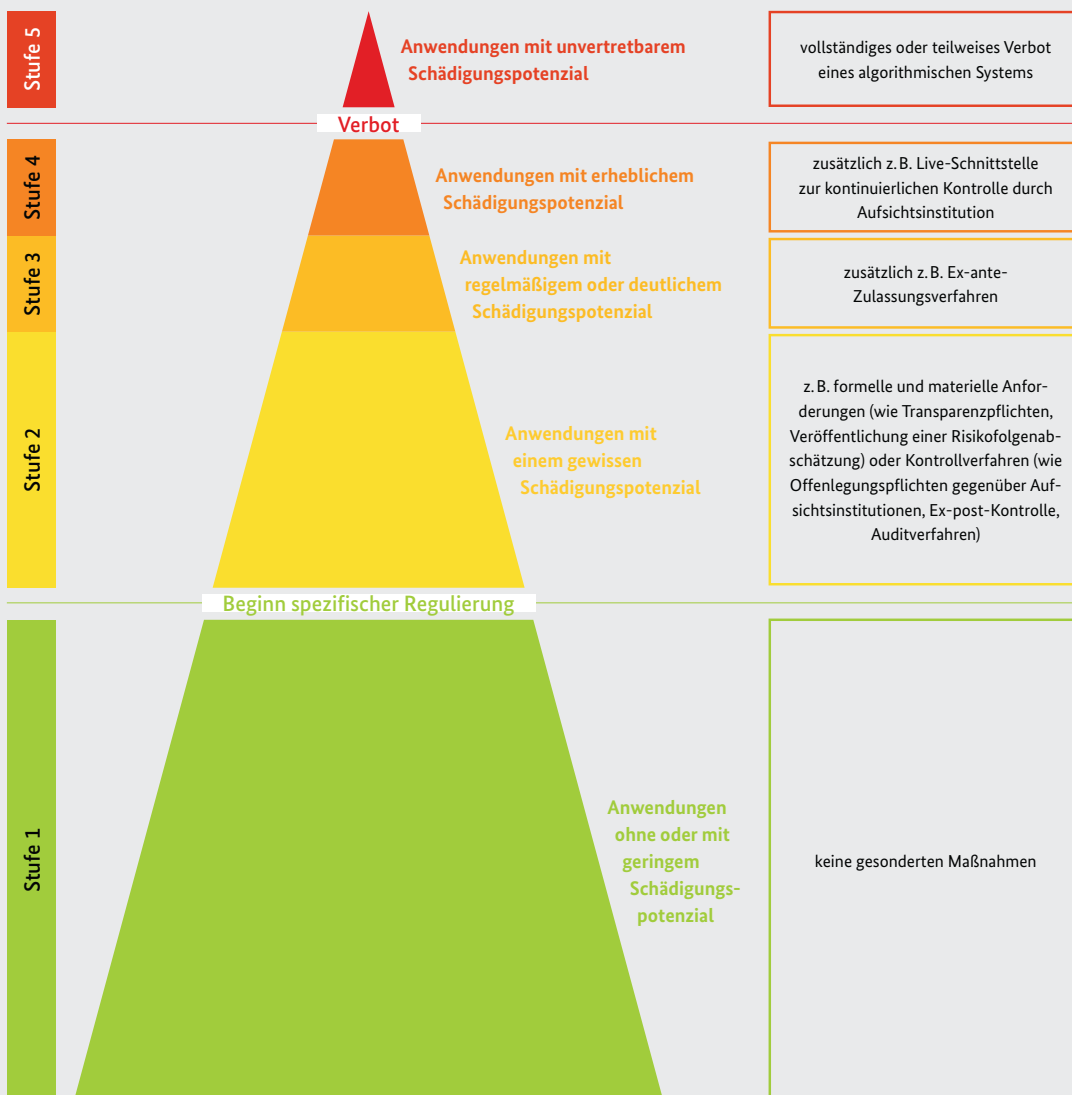 Stufe 5
Anwendungen mit unvertretbarem
Schädigungspotenzial
vollständiges oder teilweises Verbot
eines algorithmischen Systems
Verbot
Stufe 4
Anwendungen mit erheblichem
Schädigungspotenzial
zusätzlich z.B. Live-Schnittstelle
zur kontinuierlichen Kontrolle durch
Aufsichtsinstitution
Stufe 3
Anwendungen mit
regelmäßigem oder deutlichem
Schädigungspotenzial
zusätzlich z.B. Ex-ante-
Zulassungsverfahren
Stufe 2
Anwendungen mit
einem gewissen
Schädigungspotenzial
z.B. formelle und materielle Anfor-
derungen (wie Transparenzpflichten,
Veröffentlichung einer Risikofolgenab-
schätzung) oder Kontrollverfahren (wie
Offenlegungspflichten gegenüber Auf-
sichtsinstitutionen, Ex-post-Kontrolle,
Auditverfahren)
Beginn spezifischer Regulierung
Stufe 1
Anwendungen
ohne oder mit
geringem
Schädigungs-
potenzial
keine gesonderten Maßnahmen